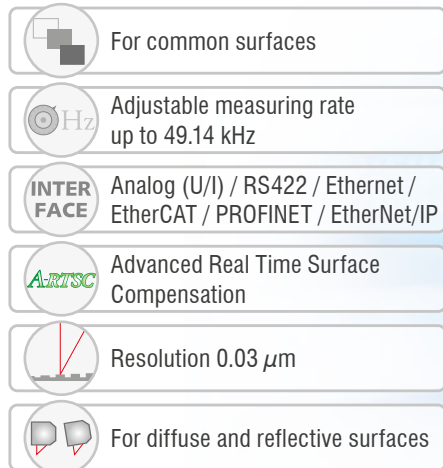 For common surfaces
Hz
Adjustable measuring rate
up to 49.14 kHz
INTER
FACE
Analog (U/I) / RS422 / Ethernet /
EtherCAT / PROFINET / EtherNet/IP
A-RTSC
Advanced Real Time Surface
Compensation
Resolution 0.03 µm
For diffuse and reflective surfaces